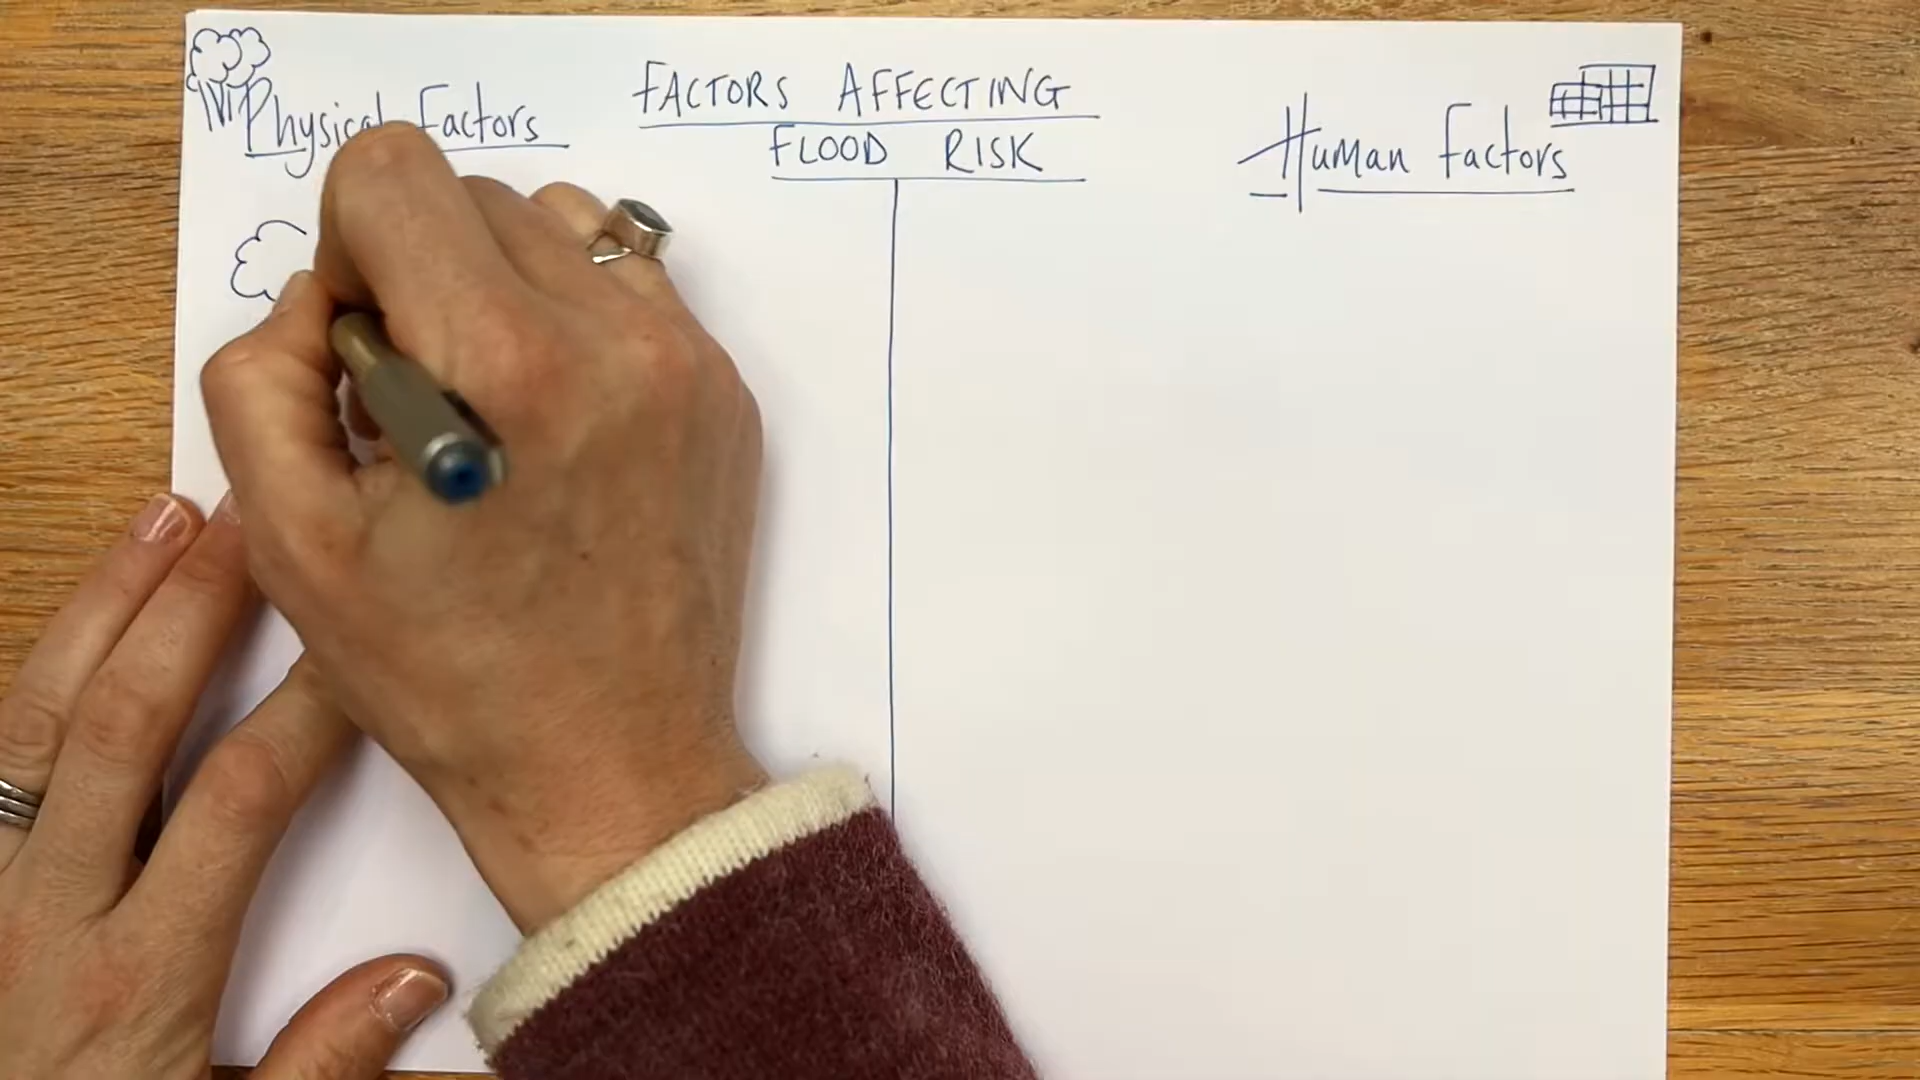 FACTORS AFFECTING
FLOOD RISK
Physical Factors
Human Factors